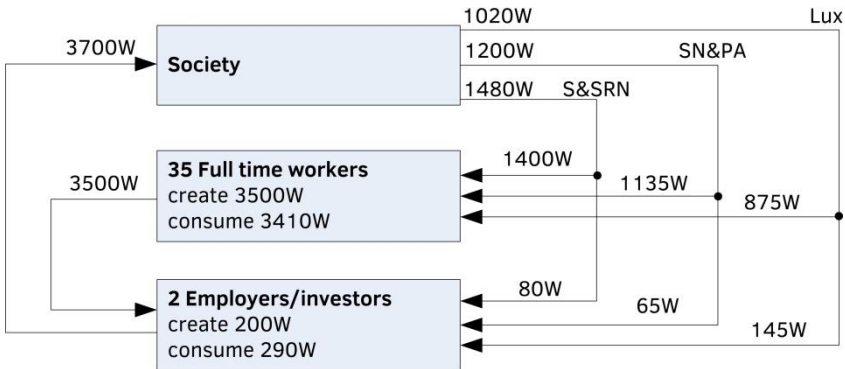 1020W Lux
3700W 1200W SN&PA
Society
1480W S&SRN
35 Full time workers
create 3500W
consume 3410W
3500W
1400W
1135W
875W
2 Employers/investors
create 200W
consume 290W
80W
65W
145W